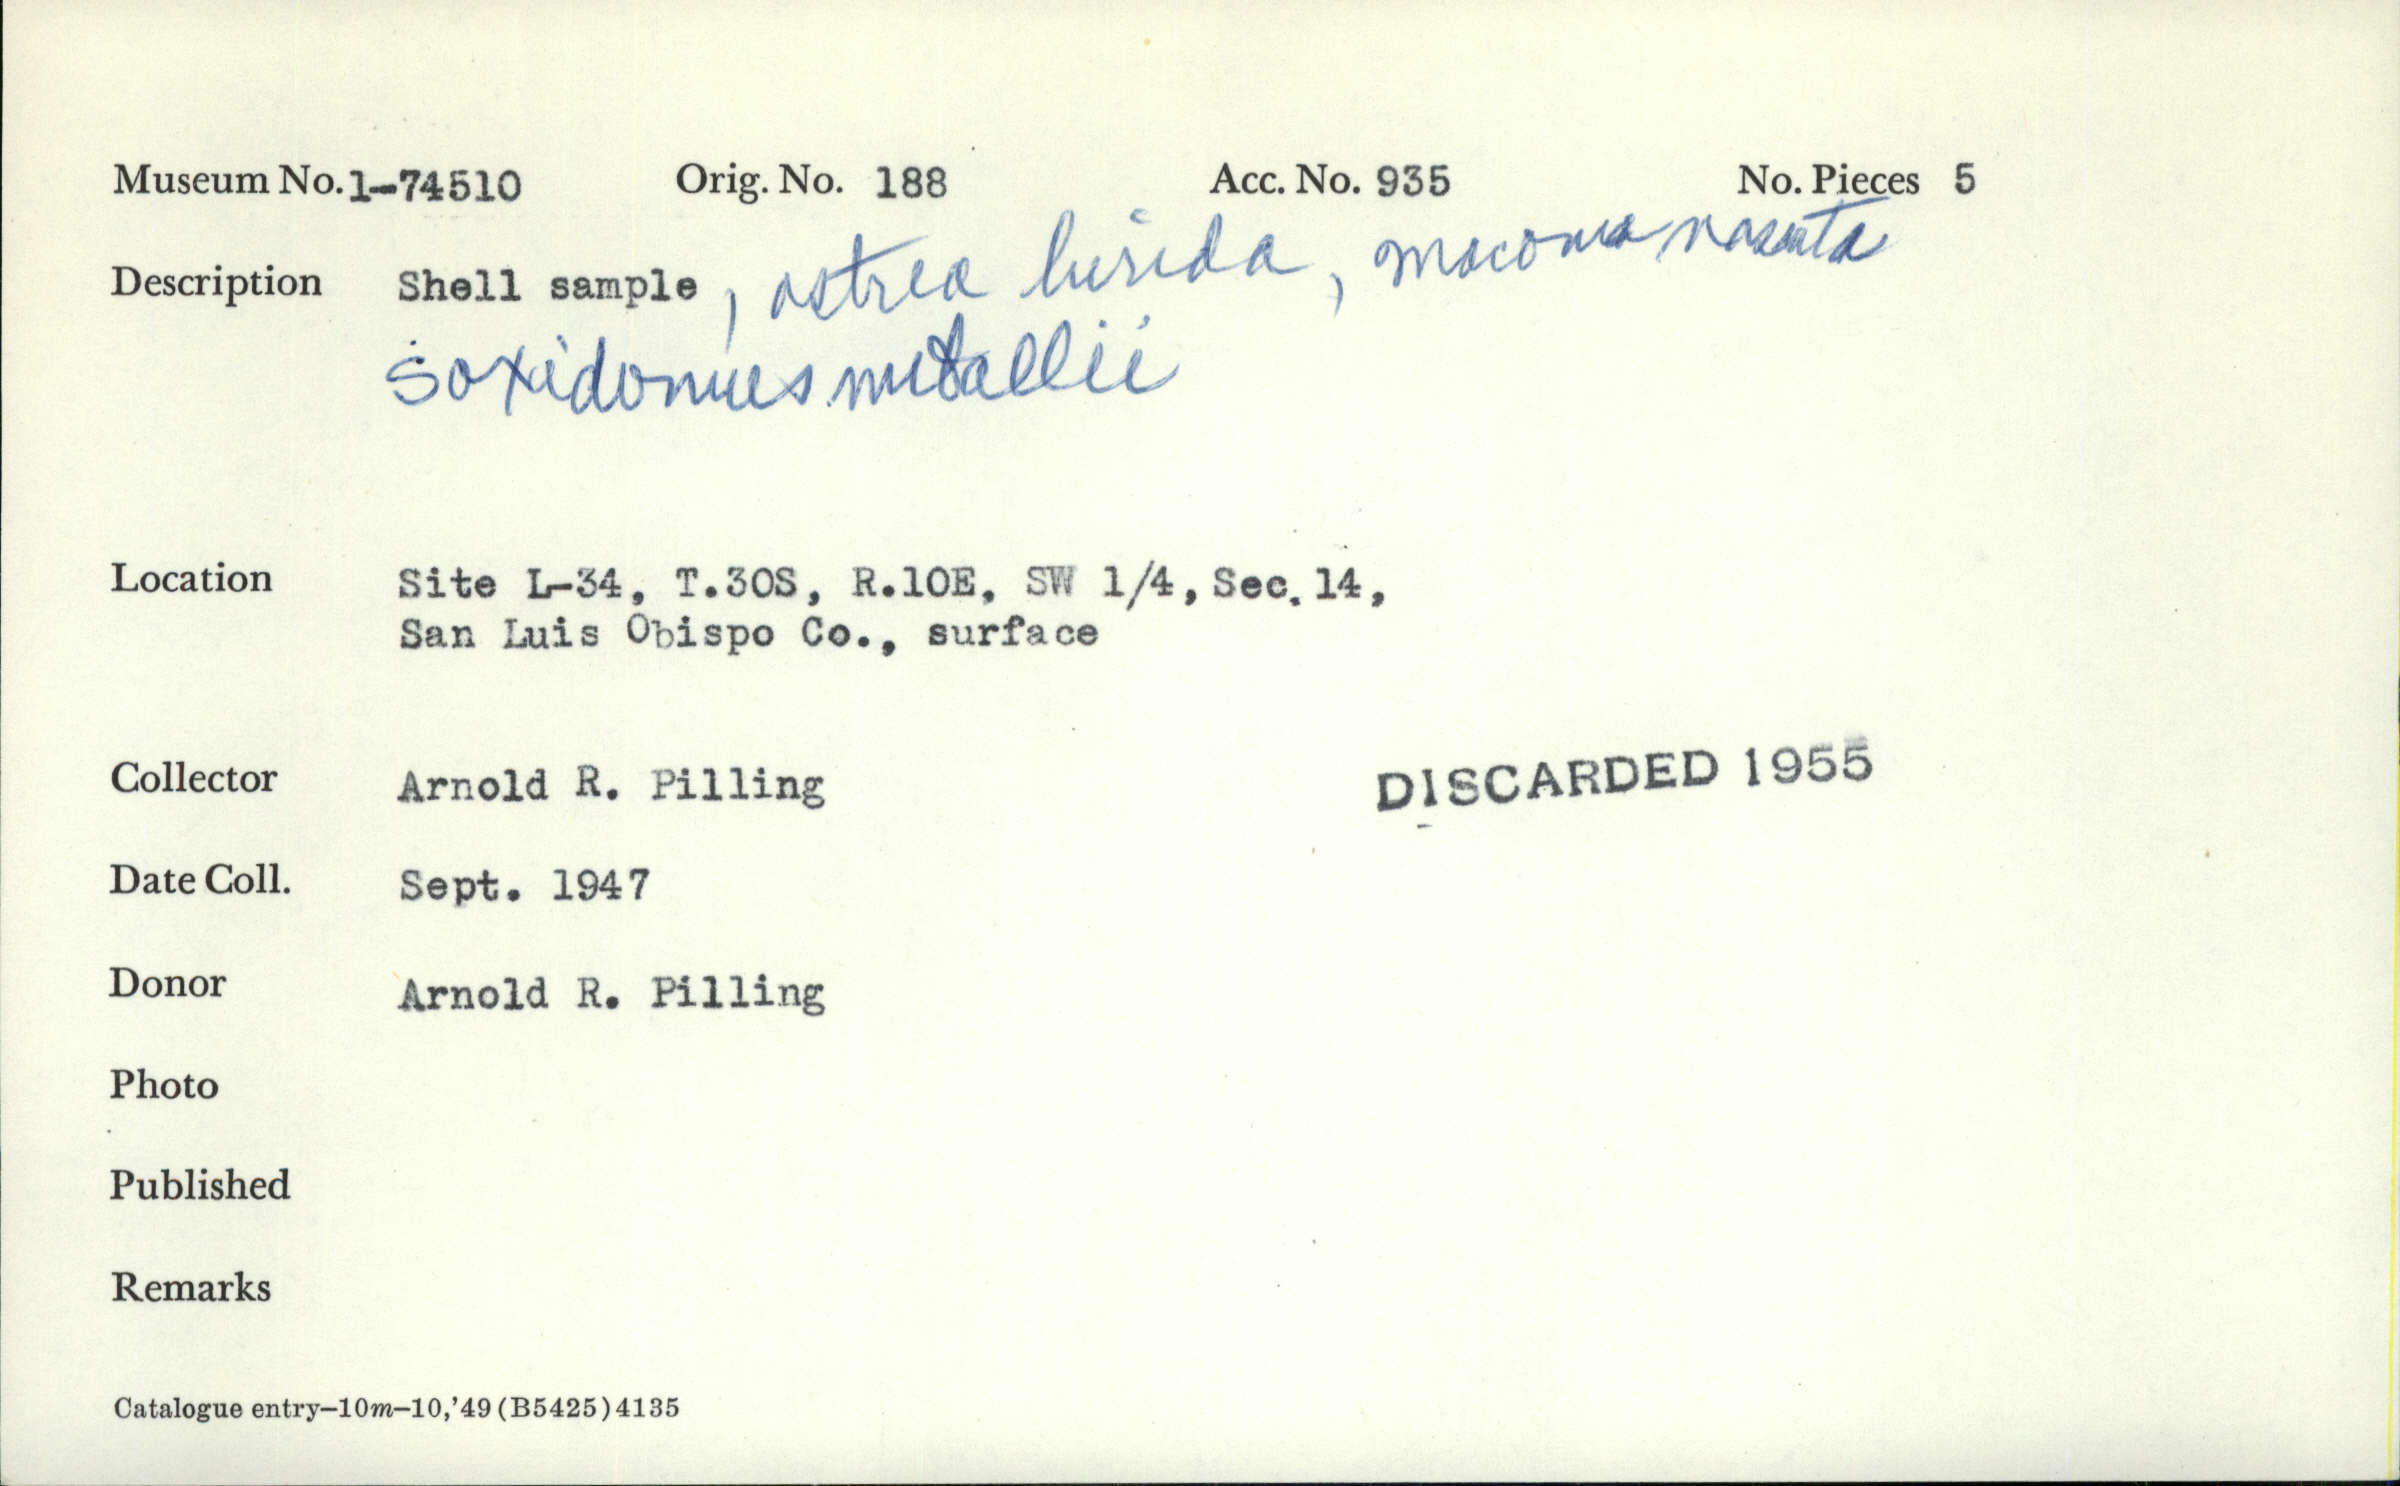 Museum No. 1-74510 Orig. No. 188 Acc. No. 935 No. Pieces 5
Description Shell sample, ostrea lurida, macoma nasuta
soxidomus nutallii
Location Site L-34, T.30S, R.10E, SW 1/4, Sec. 14,
San Luis Obispo Co., surface
Collector Arnold R. Pilling
DISCARDED 1955
Date Coll. Sept. 1947
Donor Arnold R. Pilling
Photo
Published
Remarks
Catalogue entry–10m–10,'49 (B5425) 4135